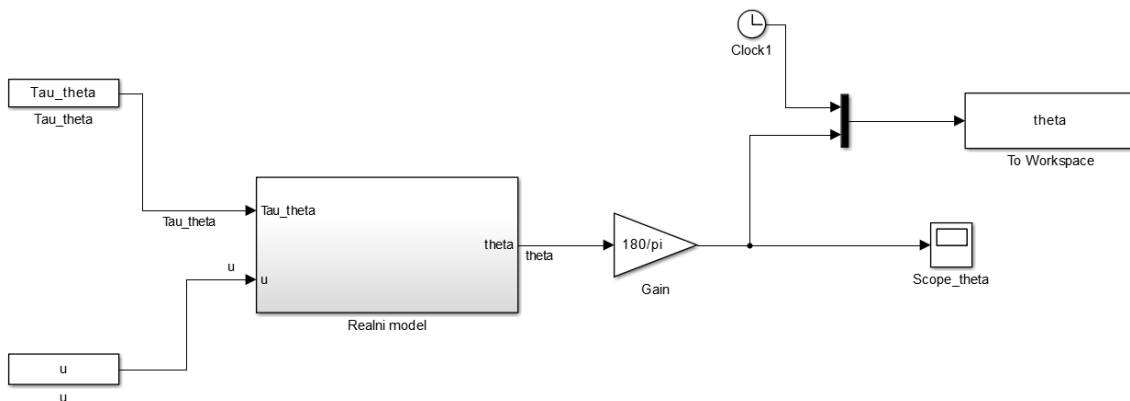 Clock1
Tau_theta
Tau_theta
theta
To Workspace
Tau_theta
Tau_theta
theta
theta
180/pi
Gain
Scope_theta
u
u
Realni model
u
u